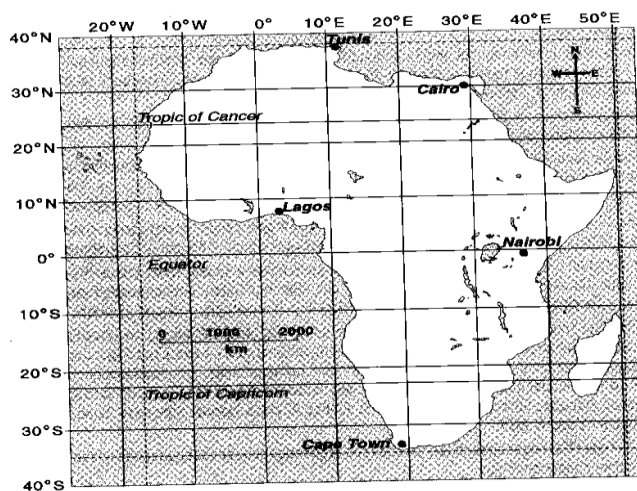 20°W 10°W 0° 10°E 20°E 30°E 40°E 50°E
40°N
Tunis
N
W E
S
Cairo
30°N
Tropic of Cancer
20°N
10°N
Lagos
Nairobi
0°
Equator
10°S
0 1000 2000
km
20°S
Tropic of Capricorn
30°S
Cape Town
40°S